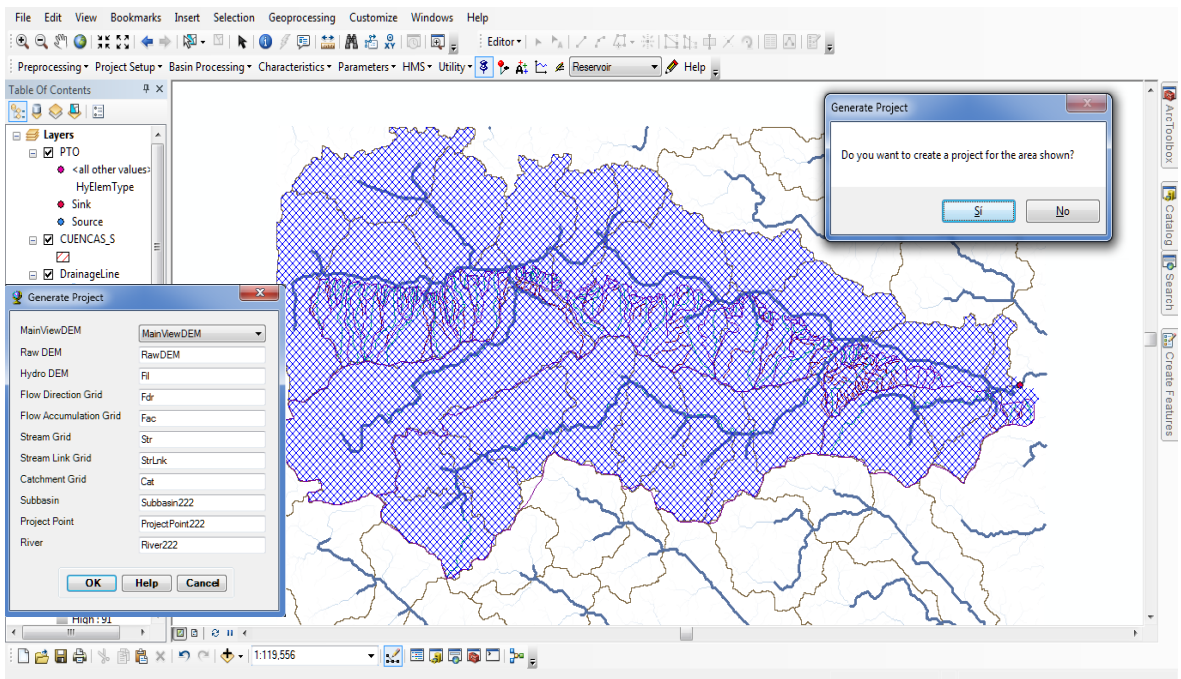 File Edit View Bookmarks Insert Selection Geoprocessing Customize Windows Help
Editor
Preprocessing Project Setup Basin Processing Characteristics Parameters HMS Utility Reservoir Help
Table Of Contents
Layers
PTO
<all other values>
HyElemType
Sink
Source
CUENCAS_S
DrainageLine
Generate Project
MainViewDEM MainViewDEM
Raw DEM RawDEM
Hydro DEM Fil
Flow Direction Grid Fdr
Flow Accumulation Grid Fac
Stream Grid Str
Stream Link Grid StrLnk
Catchment Grid Cat
Subbasin Subbasin222
Project Point ProjectPoint222
River River222
OK Help Cancel
High : 91
Generate Project
Do you want to create a project for the area shown?
Sí No
ArcToolbox
Catalog
Search
Create Features
1:119,556